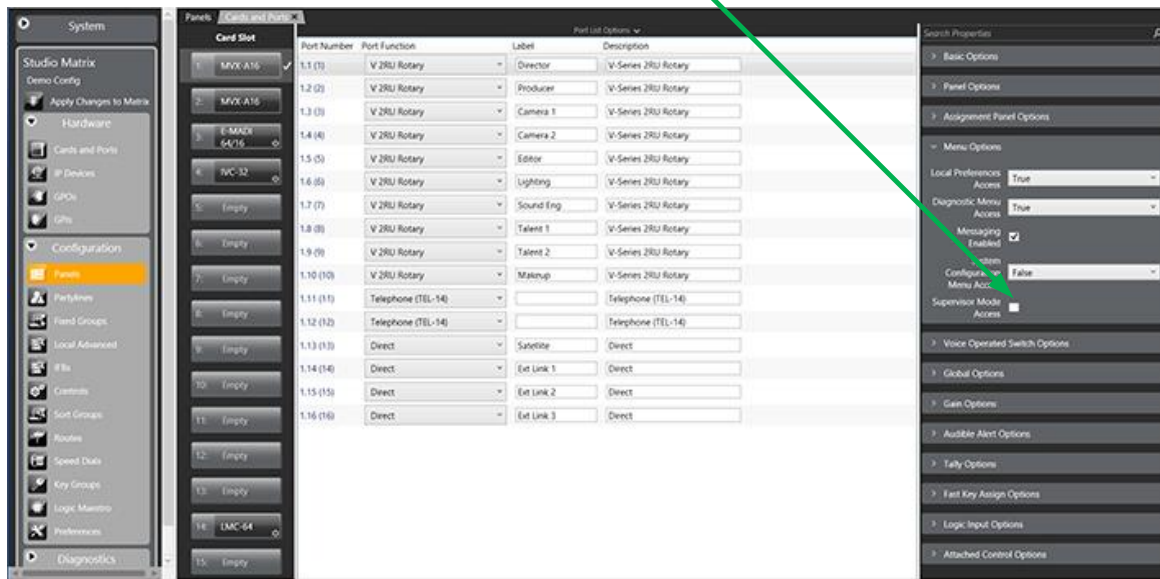 System
Studio Matrix
Demo Config
Apply Changes to Matrix
Hardware
Cards and Ports
IP Devices
GPOs
GPIs
Configuration
Panels
Partylines
Fixed Groups
Local Advanced
IFBs
Controls
Sort Groups
Routes
Speed Dials
Key Groups
Logic Maestro
Preferences
Diagnostics
Panels Cards and Ports
Card Slot
1: MVX-A16
2: MVX-A16
3: E-MADI 64/16
4: IVC-32
5: Empty
6: Empty
7: Empty
8: Empty
9: Empty
10: Empty
11: Empty
12: Empty
13: Empty
14: LMC-64
15: Empty
Port List Options
Port Number Port Function Label Description
1.1 (1) V 2RU Rotary Director V-Series 2RU Rotary
1.2 (2) V 2RU Rotary Producer V-Series 2RU Rotary
1.3 (3) V 2RU Rotary Camera 1 V-Series 2RU Rotary
1.4 (4) V 2RU Rotary Camera 2 V-Series 2RU Rotary
1.5 (5) V 2RU Rotary Editor V-Series 2RU Rotary
1.6 (6) V 2RU Rotary Lighting V-Series 2RU Rotary
1.7 (7) V 2RU Rotary Sound Eng V-Series 2RU Rotary
1.8 (8) V 2RU Rotary Talent 1 V-Series 2RU Rotary
1.9 (9) V 2RU Rotary Talent 2 V-Series 2RU Rotary
1.10 (10) V 2RU Rotary Makeup V-Series 2RU Rotary
1.11 (11) Telephone (TEL-14) Telephone (TEL-14)
1.12 (12) Telephone (TEL-14) Telephone (TEL-14)
1.13 (13) Direct Satellite Direct
1.14 (14) Direct Ext Link 1 Direct
1.15 (15) Direct Ext Link 2 Direct
1.16 (16) Direct Ext Link 3 Direct
Search Properties
Basic Options
Panel Options
Assignment Panel Options
Menu Options
Local Preferences
Access True
Diagnostic Menu
Access True
Messaging
Enabled
System
Configuration False
Menu Access
Supervisor Mode
Access
Voice Operated Switch Options
Global Options
Gain Options
Audible Alert Options
Tally Options
Fast Key Assign Options
Logic Input Options
Attached Control Options